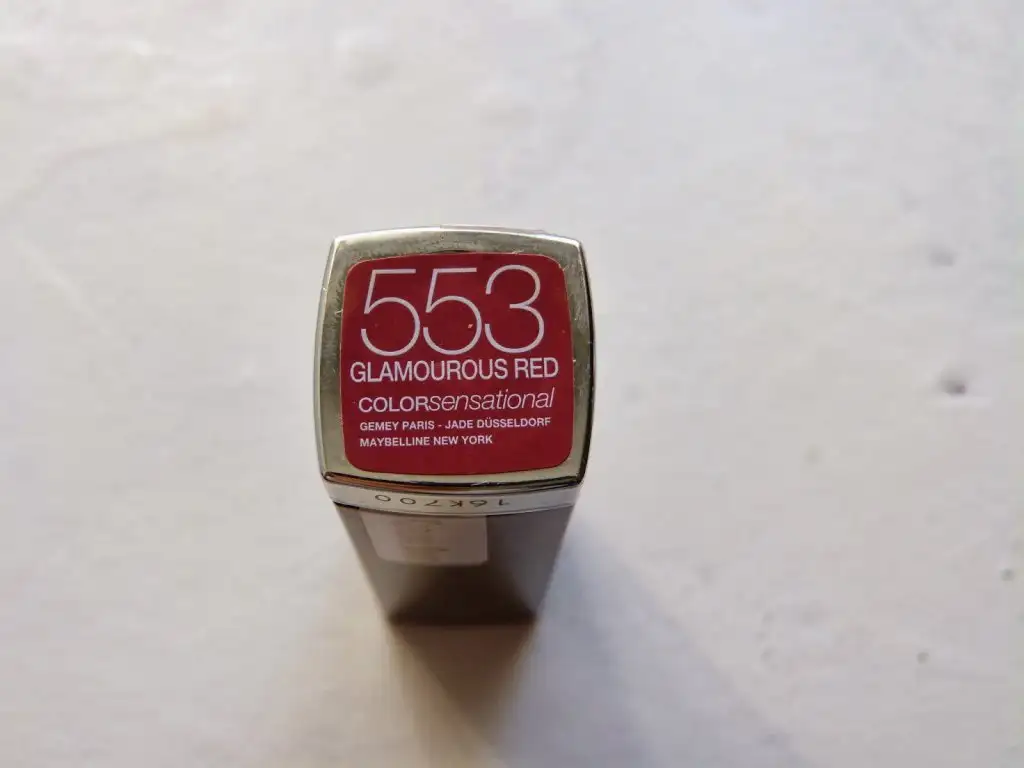 553
GLAMOUROUS RED
COLORsensational
GEMEY PARIS - JADE DÜSSELDORF
MAYBELLINE NEW YORK
16K700